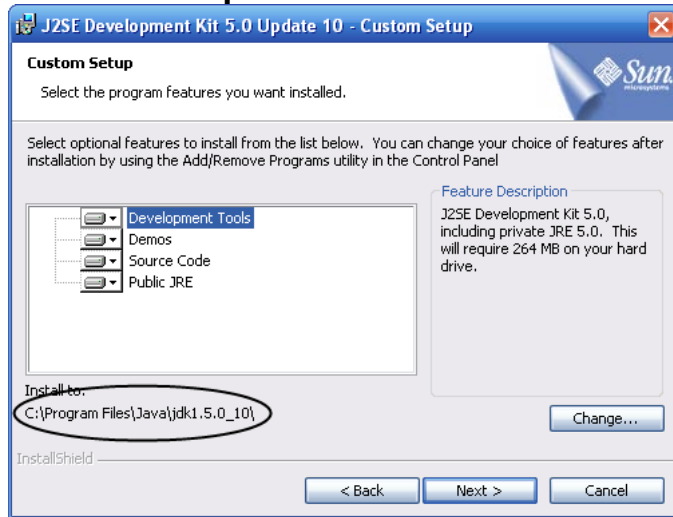 J2SE Development Kit 5.0 Update 10 - Custom Setup
Custom Setup
Select the program features you want installed.
Sun
microsystems
Select optional features to install from the list below. You can change your choice of features after
installation by using the Add/Remove Programs utility in the Control Panel
Development Tools
Demos
Source Code
Public JRE
Feature Description
J2SE Development Kit 5.0,
including private JRE 5.0. This
will require 264 MB on your hard
drive.
Install to:
C:\Program Files\Java\jdk1.5.0_10\
Change...
InstallShield
< Back
Next >
Cancel